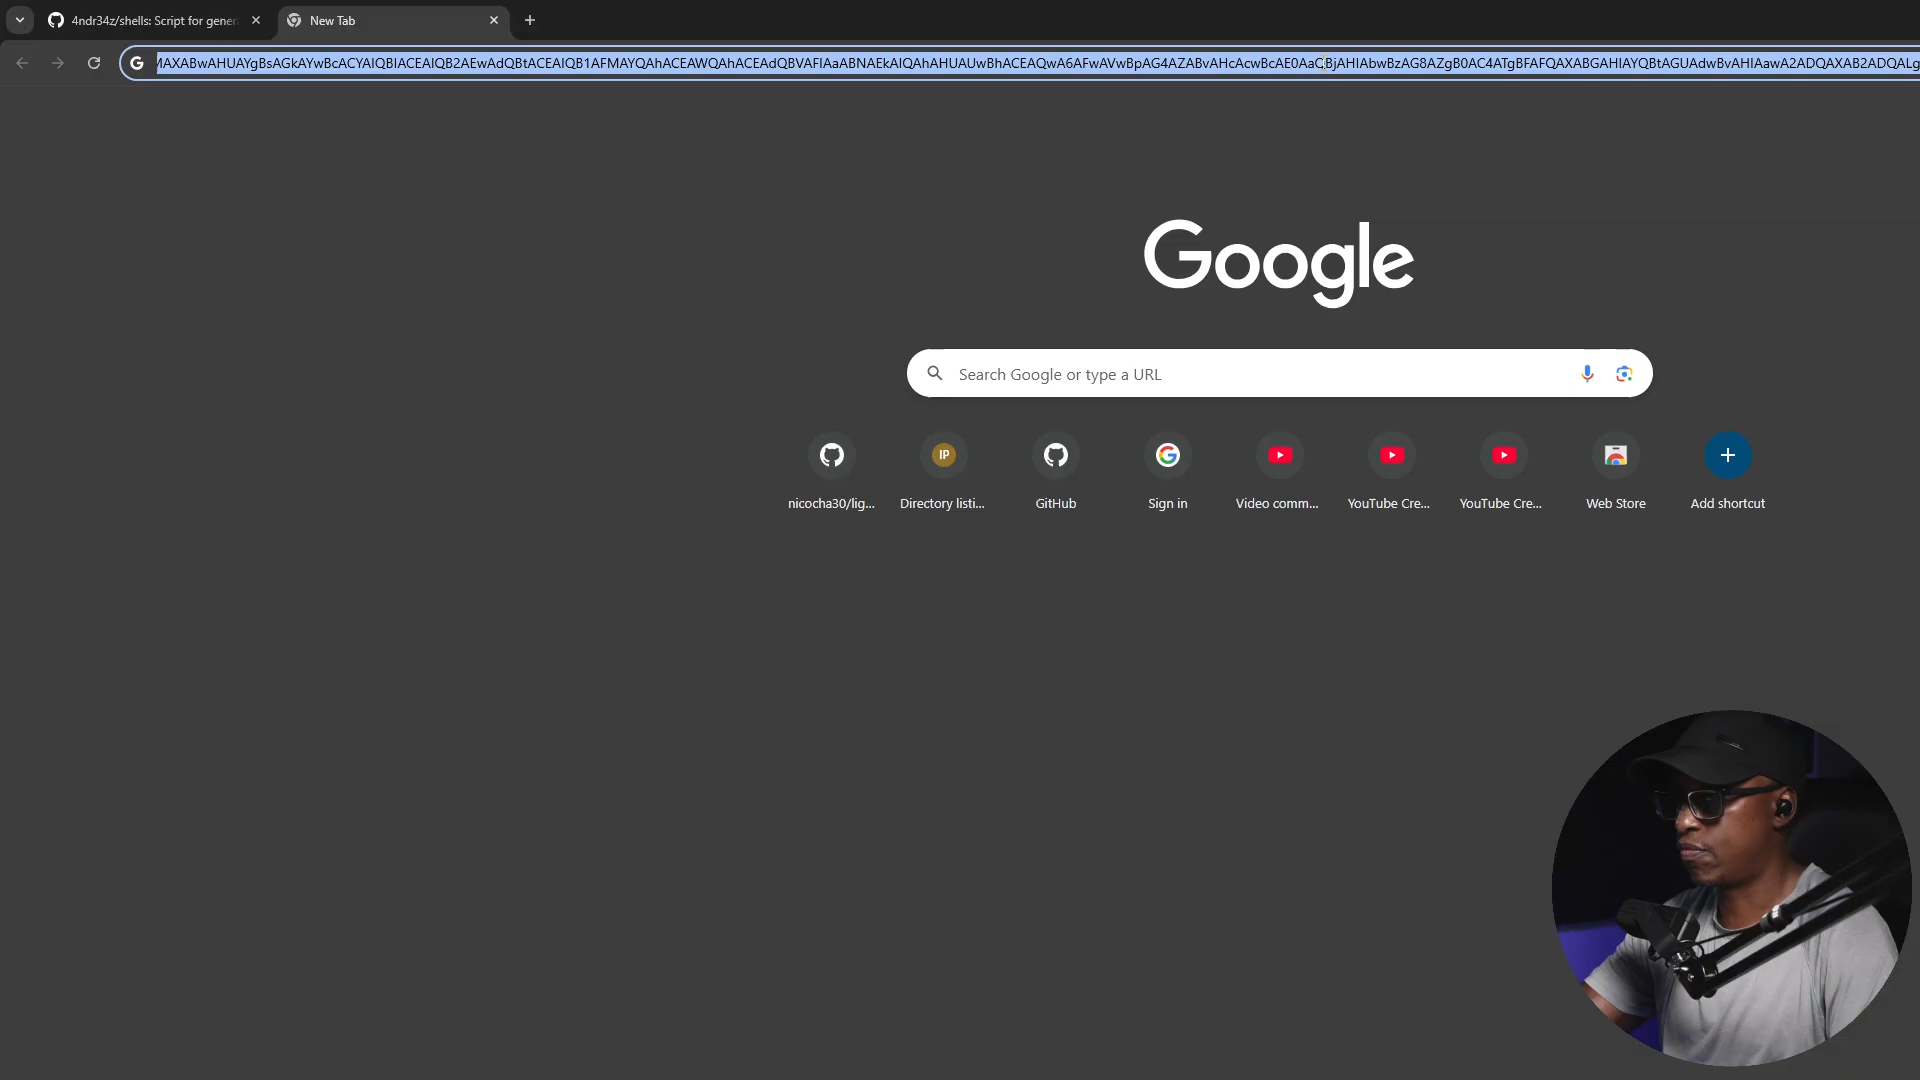 4ndr34z/shells: Script for gener
New Tab
MAXABwAHUAYgBsAGkAYwBcACYAIQBIACEAIQB2AEwAdQBtACEAIQB1AFMAYQAhACEAWQAhACEAdQBVAFIAaABNAEkAIQAhAHUAUwBhACEAQwA6AFwAVwBpAG4AZABvAHcAcwBcAE0AaQBjAHIAbwBzAG8AZgB0AC4ATgBFAFQAXABGAHIAYQBtAGUAdwBvAHIAawA2ADQAXAB2ADQALg
Google
Search Google or type a URL
IP
nicocha30/lig...
Directory listi...
GitHub
Sign in
Video comm...
YouTube Cre...
YouTube Cre...
Web Store
Add shortcut